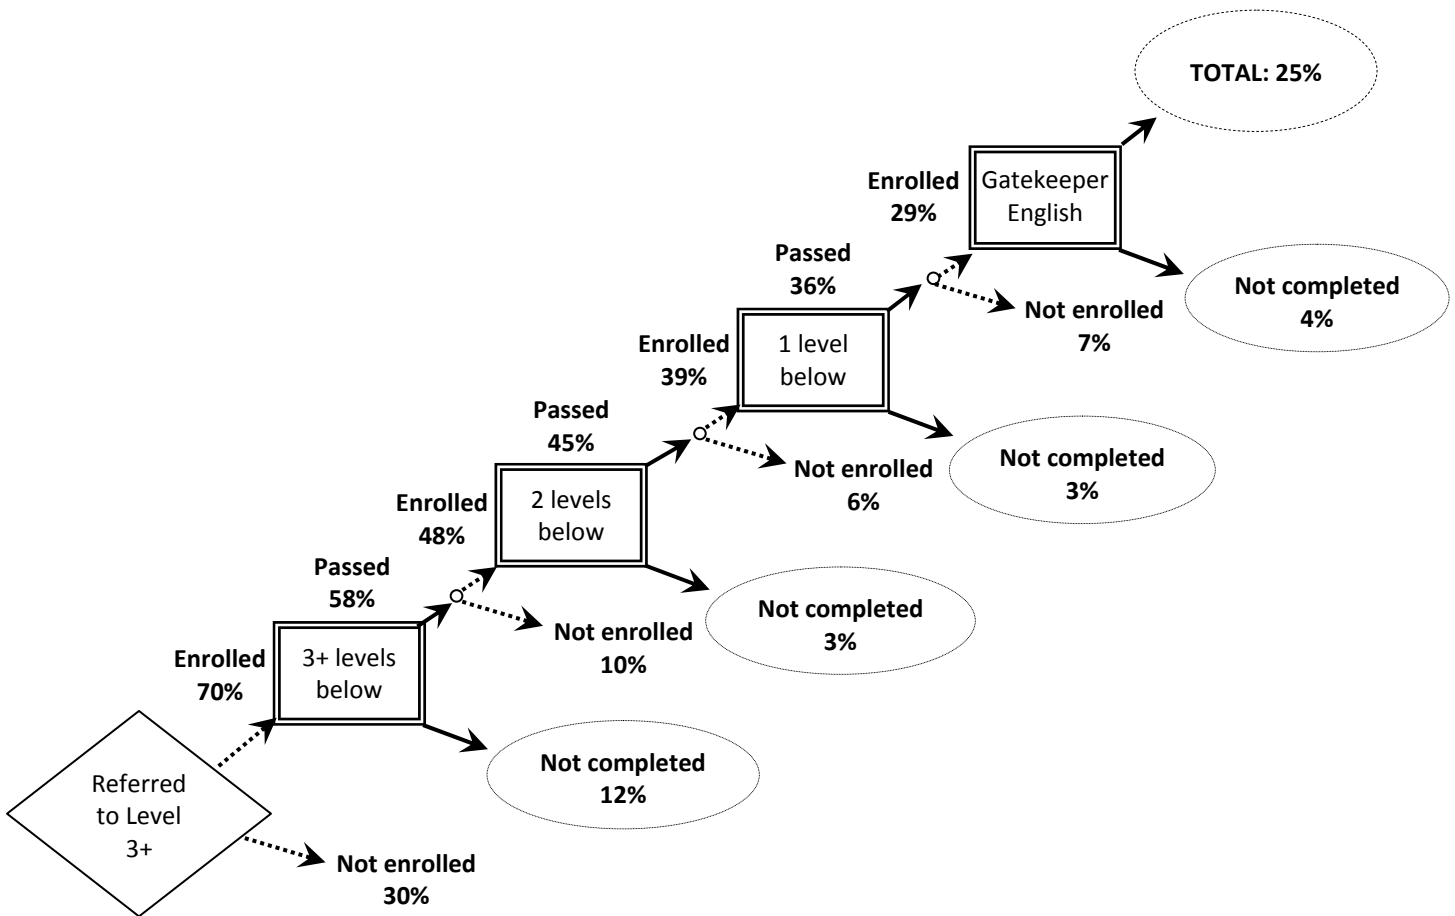 TOTAL: 25%
Gatekeeper
English
Enrolled
29%
Not completed
4%
Passed
36%
Not enrolled
7%
1 level
below
Enrolled
39%
Not completed
3%
Passed
45%
Not enrolled
6%
2 levels
below
Enrolled
48%
Not completed
3%
Passed
58%
Not enrolled
10%
3+ levels
below
Enrolled
70%
Not completed
12%
Referred
to Level
3+
Not enrolled
30%